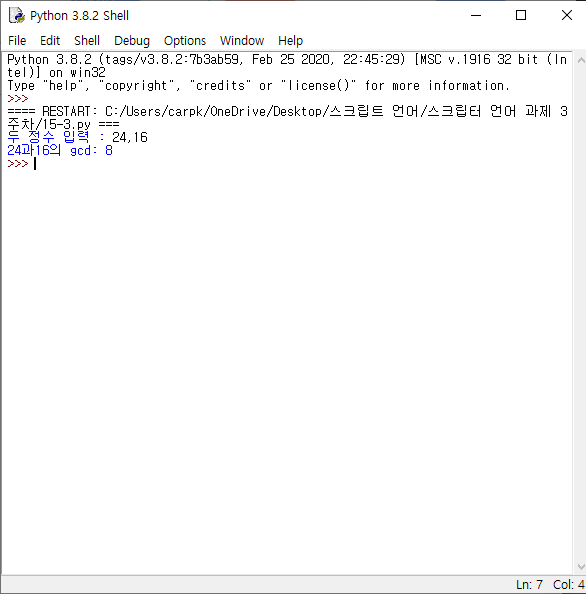 Python 3.8.2 Shell
File Edit Shell Debug Options Window Help
Python 3.8.2 (tags/v3.8.2:7b3ab59, Feb 25 2020, 22:45:29) [MSC v.1916 32 bit (In
tel)] on win32
Type "help", "copyright", "credits" or "license()" for more information.
>>>
==== RESTART: C:/Users/carpk/OneDrive/Desktop/스크립트 언어/스크립터 언어 과제 3
주차/15-3.py ===
두 정수 입력 : 24,16
24과16의 gcd: 8
>>>
Ln: 7 Col: 4